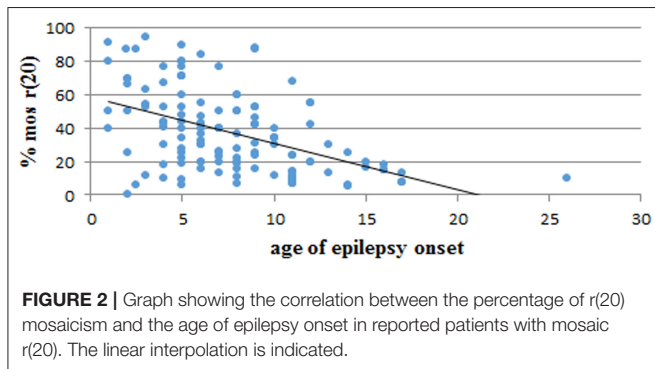 100
80
60
40
20
0
% mos r(20)
0 5 10 15 20 25 30
age of epilepsy onset
FIGURE 2 | Graph showing the correlation between the percentage of r(20)
mosaicism and the age of epilepsy onset in reported patients with mosaic
r(20). The linear interpolation is indicated.